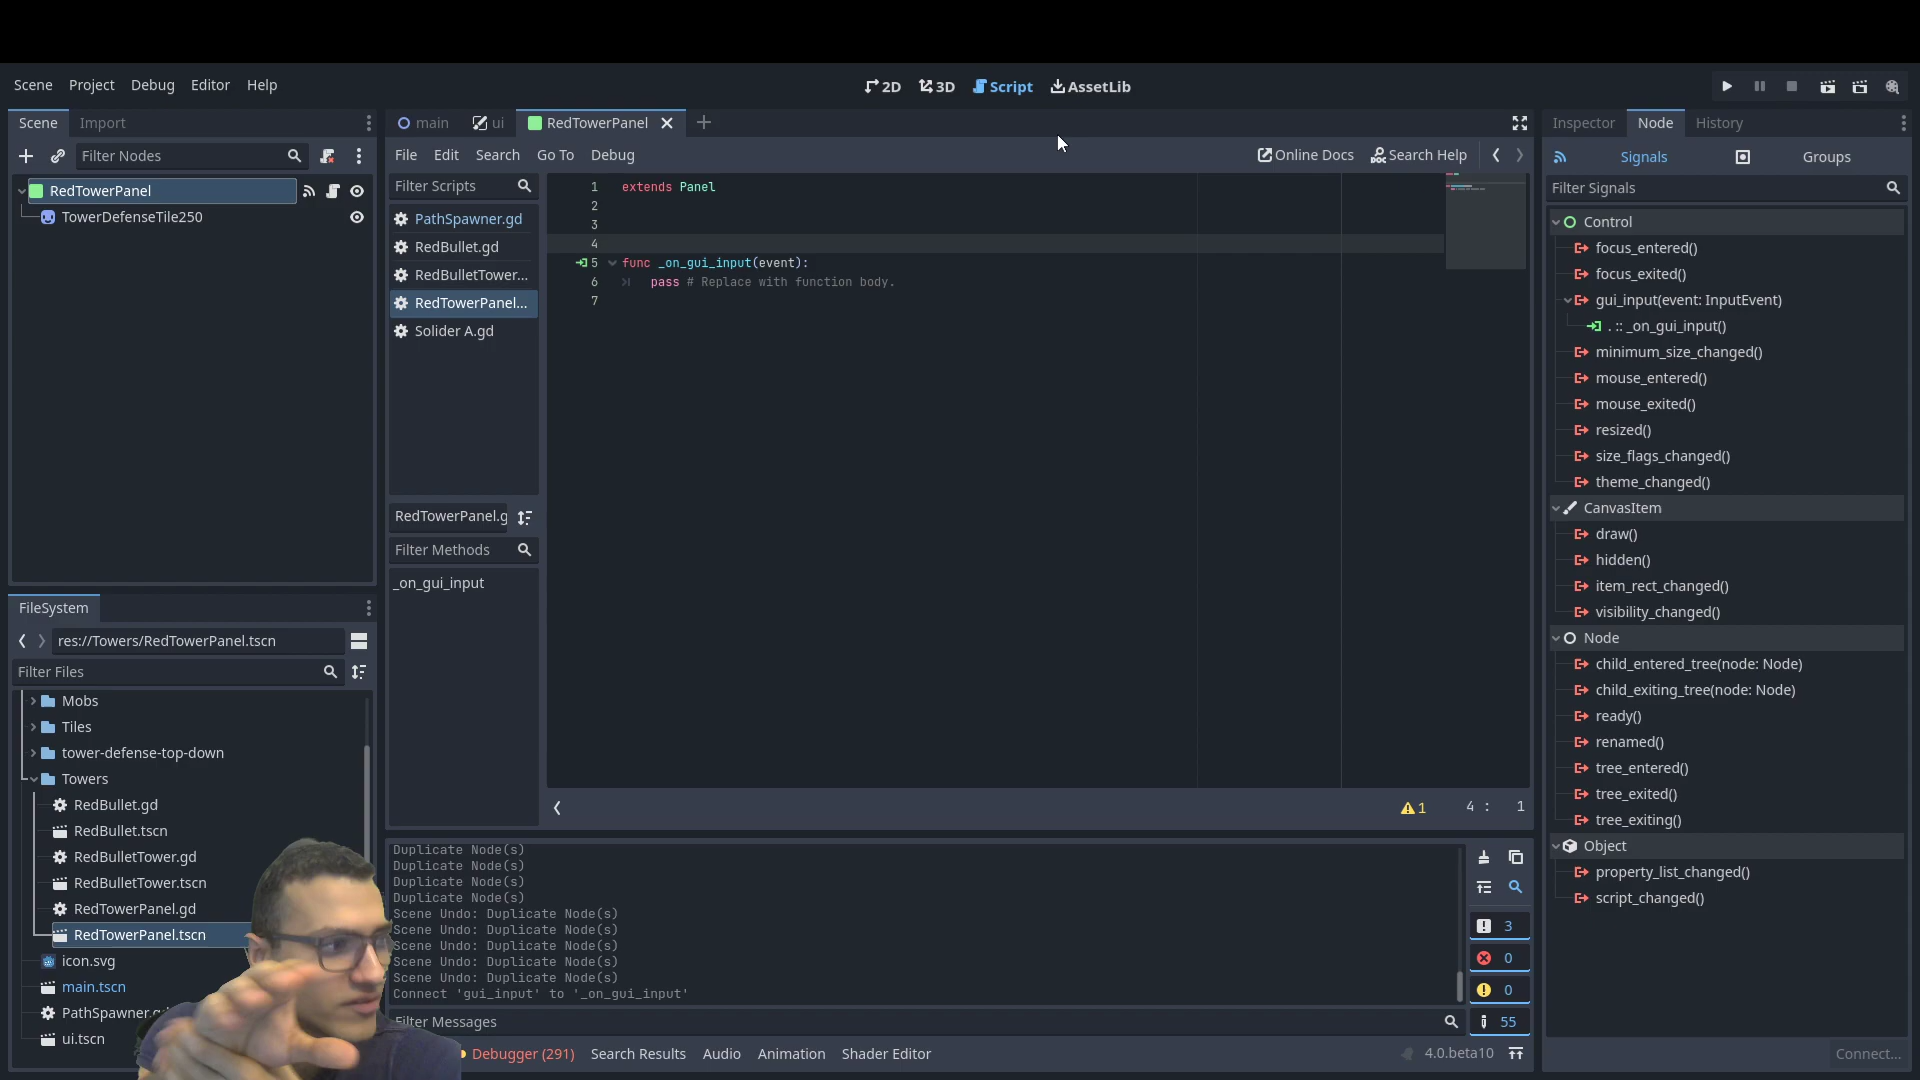 Scene Project Debug Editor Help
2D 3D Script AssetLib
Scene Import
Filter Nodes
RedTowerPanel
TowerDefenseTile250
main ui RedTowerPanel
File Edit Search Go To Debug
Online Docs Search Help
Filter Scripts
PathSpawner.gd
RedBullet.gd
RedBulletTower...
RedTowerPanel...
Solider A.gd
RedTowerPanel.g
Filter Methods
_on_gui_input
1 extends Panel
2
3
4
5 func _on_gui_input(event):
6 pass # Replace with function body.
7
1 4 : 1
FileSystem
res://Towers/RedTowerPanel.tscn
Filter Files
Mobs
Tiles
tower-defense-top-down
Towers
RedBullet.gd
RedBullet.tscn
RedBulletTower.gd
RedBulletTower.tscn
RedTowerPanel.gd
RedTowerPanel.tscn
icon.svg
main.tscn
PathSpawner.g
ui.tscn
Duplicate Node(s)
Duplicate Node(s)
Duplicate Node(s)
Duplicate Node(s)
Scene Undo: Duplicate Node(s)
Scene Undo: Duplicate Node(s)
Scene Undo: Duplicate Node(s)
Scene Undo: Duplicate Node(s)
Scene Undo: Duplicate Node(s)
Connect 'gui_input' to '_on_gui_input'
Filter Messages
3
0
0
55
Debugger (291) Search Results Audio Animation Shader Editor
4.0.beta10
Inspector Node History
Signals Groups
Filter Signals
Control
focus_entered()
focus_exited()
gui_input(event: InputEvent)
. :: _on_gui_input()
minimum_size_changed()
mouse_entered()
mouse_exited()
resized()
size_flags_changed()
theme_changed()
CanvasItem
draw()
hidden()
item_rect_changed()
visibility_changed()
Node
child_entered_tree(node: Node)
child_exiting_tree(node: Node)
ready()
renamed()
tree_entered()
tree_exited()
tree_exiting()
Object
property_list_changed()
script_changed()
Connect...